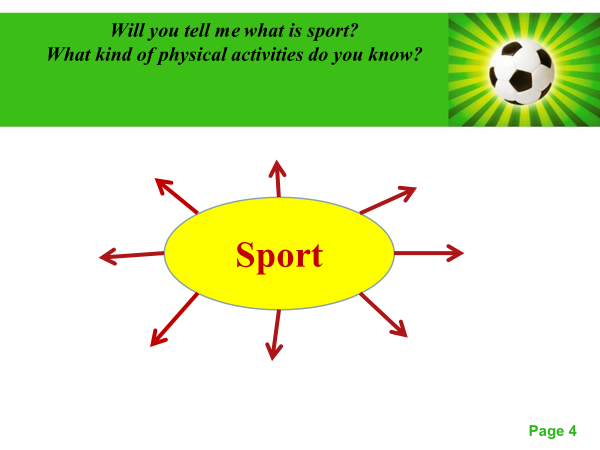 Will you tell me what is sport?
What kind of physical activities do you know?
Sport
Page 4